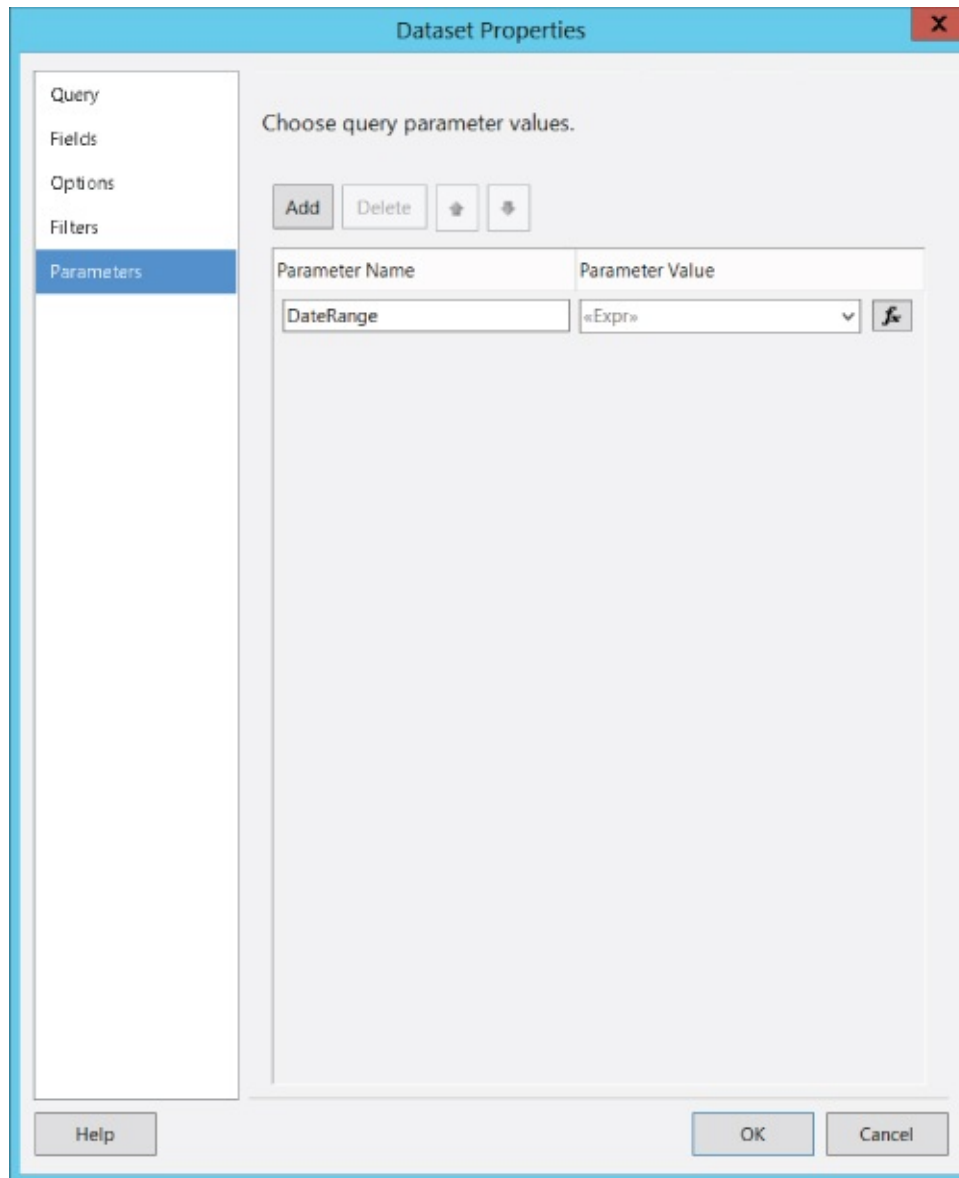 Dataset Properties
X
Query
Fields
Options
Filters
Parameters
Choose query parameter values.
Add Delete
Parameter Name Parameter Value
DateRange «Expr» fx
Help OK Cancel